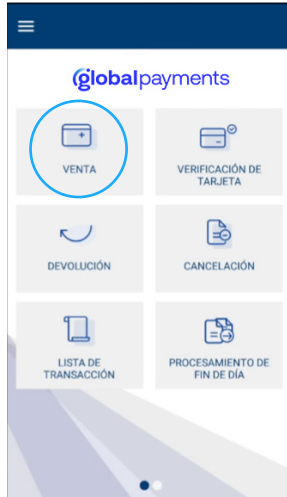 globalpayments
VENTA
VERIFICACIÓN DE
TARJETA
DEVOLUCIÓN
CANCELACIÓN
LISTA DE
TRANSACCIÓN
PROCESAMIENTO DE
FIN DE DÍA